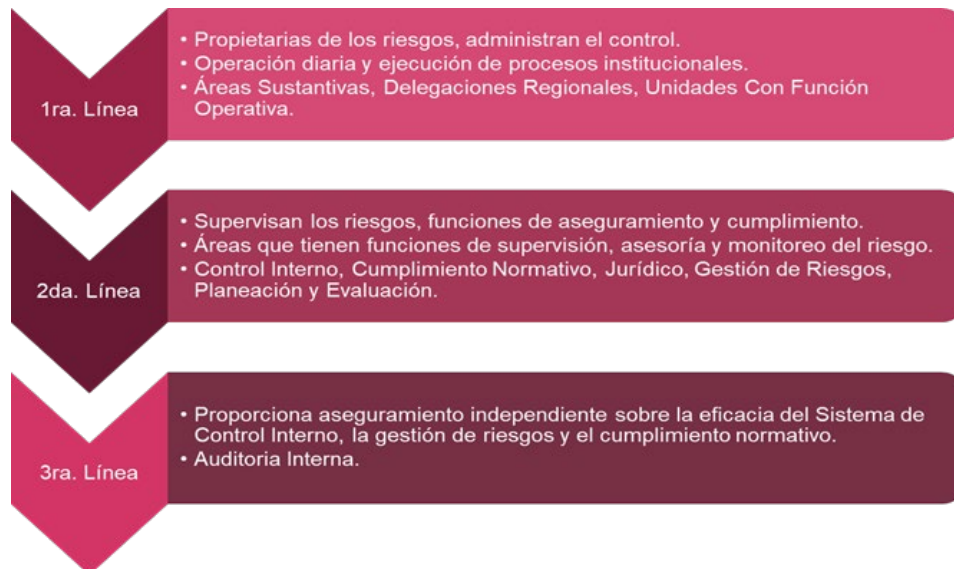 1ra. Línea
• Propietarias de los riesgos, administran el control.
• Operación diaria y ejecución de procesos institucionales.
• Áreas Sustantivas, Delegaciones Regionales, Unidades Con Función
Operativa.
2da. Línea
• Supervisan los riesgos, funciones de aseguramiento y cumplimiento.
• Áreas que tienen funciones de supervisión, asesoría y monitoreo del riesgo.
• Control Interno, Cumplimiento Normativo, Jurídico, Gestión de Riesgos,
Planeación y Evaluación.
3ra. Línea
• Proporciona aseguramiento independiente sobre la eficacia del Sistema de
Control Interno, la gestión de riesgos y el cumplimiento normativo.
• Auditoria Interna.